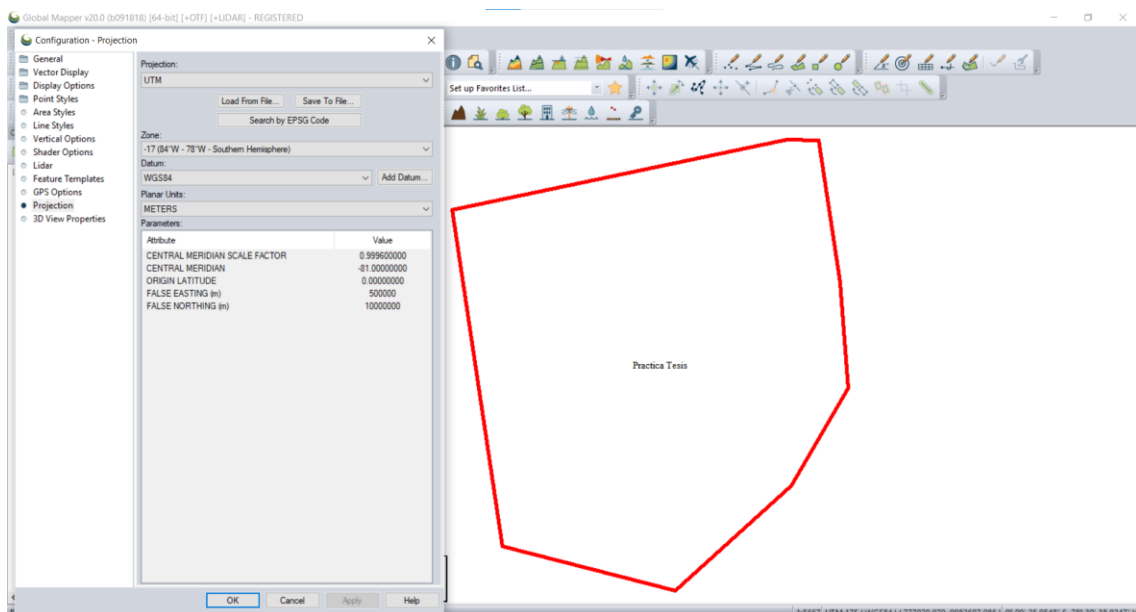 Global Mapper v20.0 (b091818) [64-bit] [+OTF] [+LIDAR] - REGISTERED
Configuration - Projection
General
Vector Display
Display Options
Point Styles
Area Styles
Line Styles
Vertical Options
Shader Options
Lidar
Feature Templates
GPS Options
Projection
3D View Properties
Projection:
UTM
Load From File... Save To File...
Search by EPSG Code
Zone:
-17 (84°W - 78°W - Southern Hemisphere)
Datum:
WGS84 Add Datum...
Planar Units:
METERS
Parameters:
Attribute Value
CENTRAL MERIDIAN SCALE FACTOR 0.999600000
CENTRAL MERIDIAN -81.00000000
ORIGIN LATITUDE 0.00000000
FALSE EASTING (m) 500000
FALSE NORTHING (m) 10000000
OK Cancel Apply Help
Set up Favorites List...
Practica Tesis